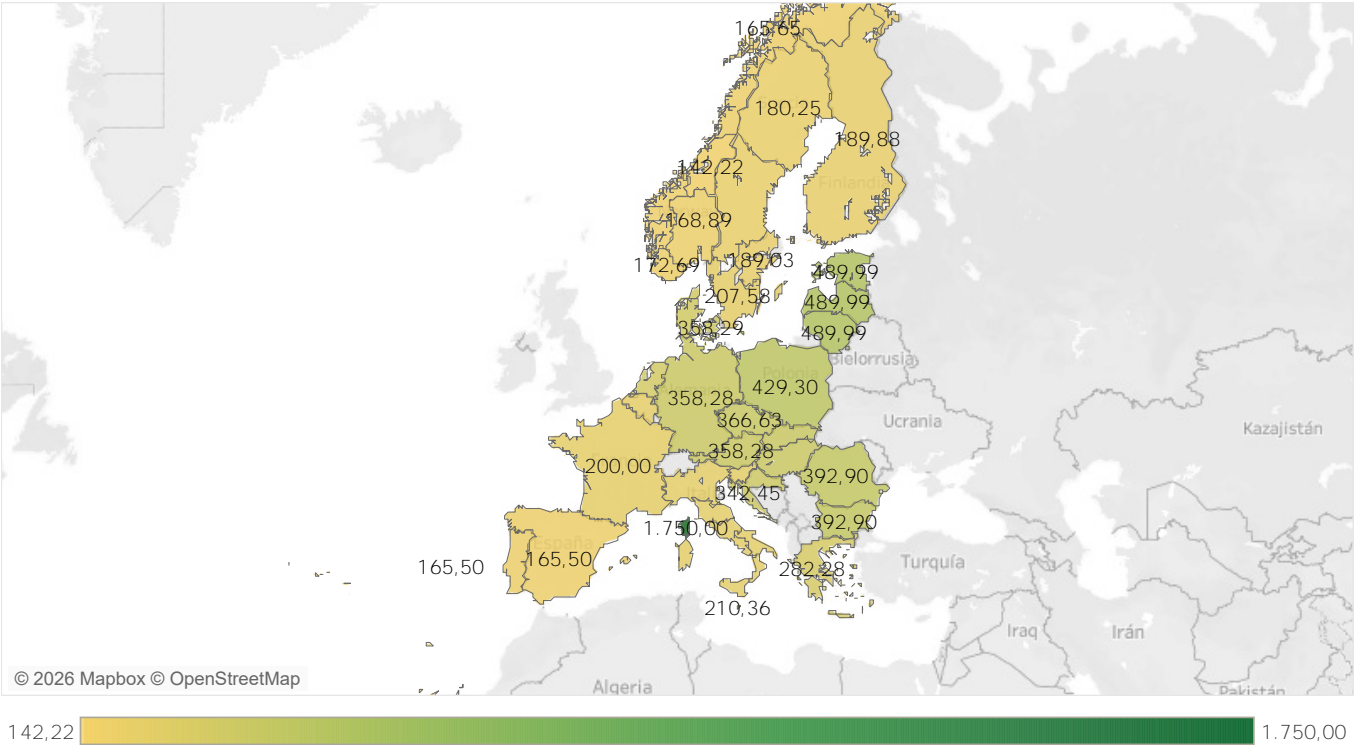 165,65
180,25
189,88
142,22
Finlandia
168,89
189,03
172,69
489,99
207,58
489,99
358,29
489,99
Bielorrusia
Polonia
429,30
358,28
366,63
Ucrania
Kazajistán
358,28
200,00
392,90
342,45
1.750,00
392,90
España
165,50
165,50
282,28
Turquía
210,36
Iraq
Irán
© 2026 Mapbox © OpenStreetMap
Algeria
Pakistán
142,22
1.750,00